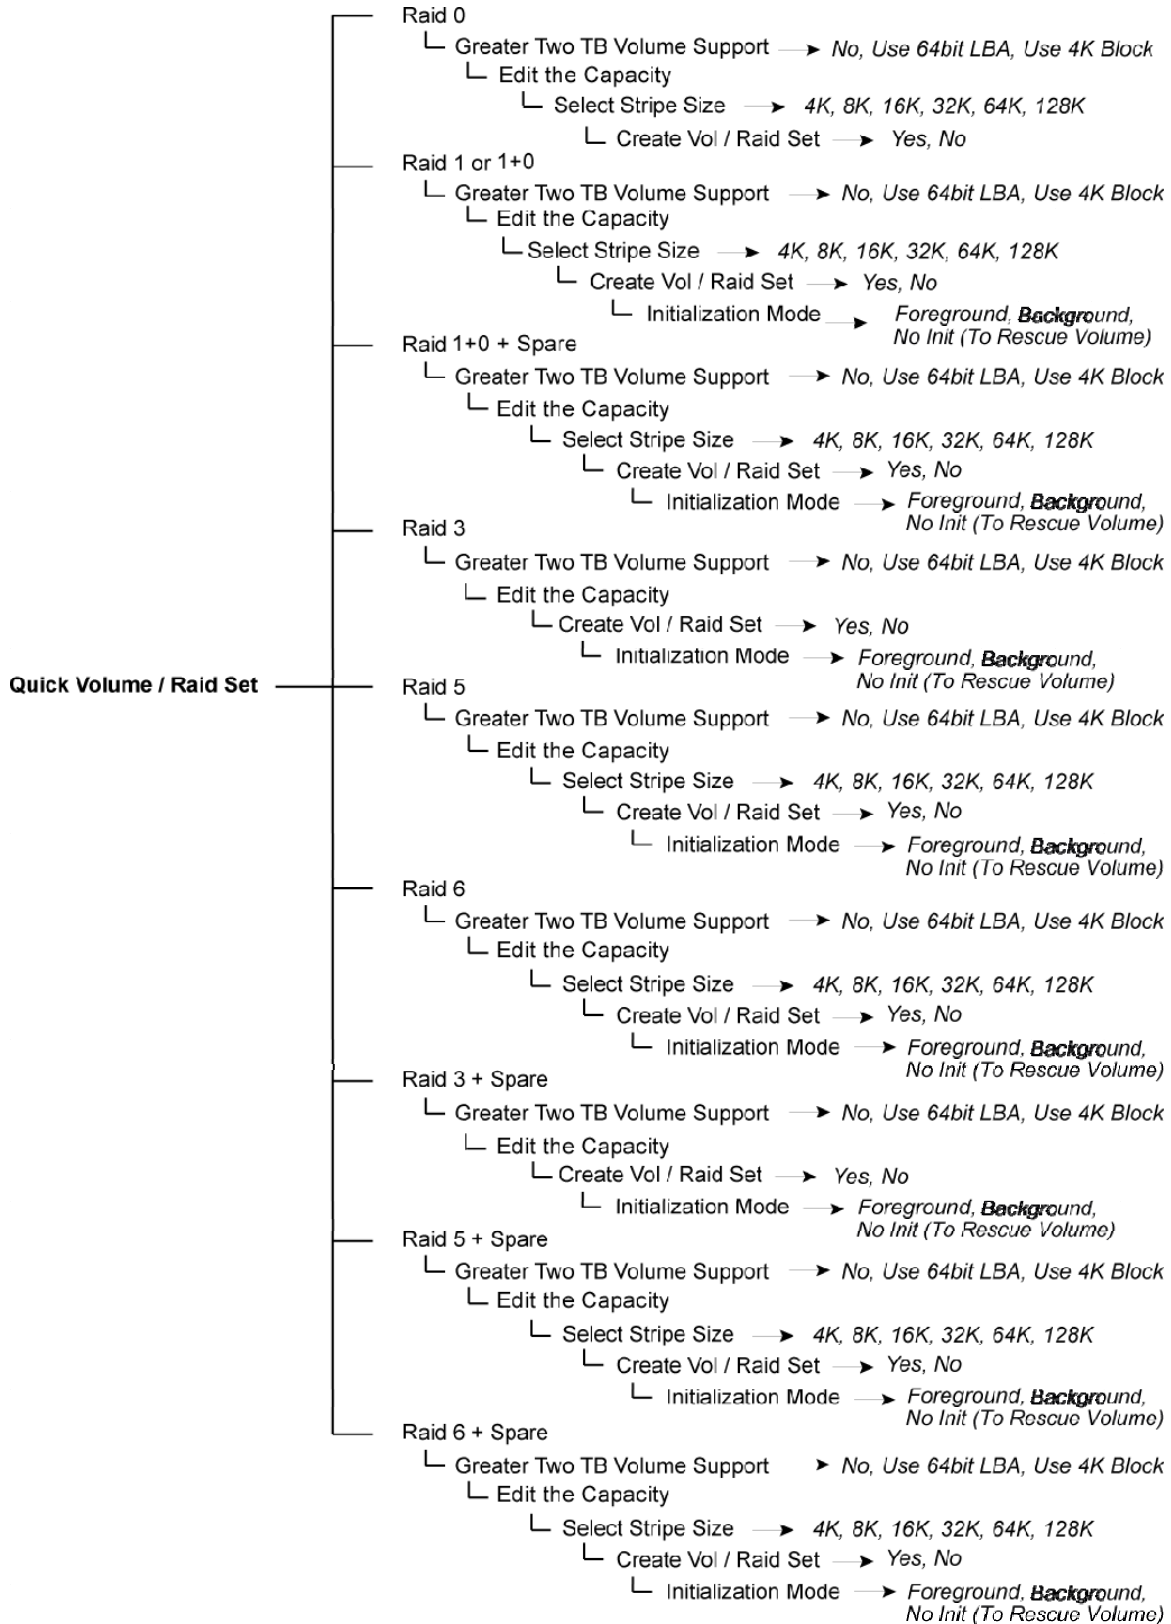 Raid 0
Greater Two TB Volume Support No, Use 64bit LBA, Use 4K Block
Edit the Capacity
Select Stripe Size 4K, 8K, 16K, 32K, 64K, 128K
Create Vol / Raid Set Yes, No
Raid 1 or 1+0
Greater Two TB Volume Support No, Use 64bit LBA, Use 4K Block
Edit the Capacity
Select Stripe Size 4K, 8K, 16K, 32K, 64K, 128K
Create Vol / Raid Set Yes, No
Initialization Mode Foreground, Background,
No Init (To Rescue Volume)
Raid 1+0 + Spare
Greater Two TB Volume Support No, Use 64bit LBA, Use 4K Block
Edit the Capacity
Select Stripe Size 4K, 8K, 16K, 32K, 64K, 128K
Create Vol / Raid Set Yes, No
Initialization Mode Foreground, Background,
No Init (To Rescue Volume)
Raid 3
Greater Two TB Volume Support No, Use 64bit LBA, Use 4K Block
Edit the Capacity
Create Vol / Raid Set Yes, No
Initialization Mode Foreground, Background,
No Init (To Rescue Volume)
Quick Volume / Raid Set
Raid 5
Greater Two TB Volume Support No, Use 64bit LBA, Use 4K Block
Edit the Capacity
Select Stripe Size 4K, 8K, 16K, 32K, 64K, 128K
Create Vol / Raid Set Yes, No
Initialization Mode Foreground, Background,
No Init (To Rescue Volume)
Raid 6
Greater Two TB Volume Support No, Use 64bit LBA, Use 4K Block
Edit the Capacity
Select Stripe Size 4K, 8K, 16K, 32K, 64K, 128K
Create Vol / Raid Set Yes, No
Initialization Mode Foreground, Background,
No Init (To Rescue Volume)
Raid 3 + Spare
Greater Two TB Volume Support No, Use 64bit LBA, Use 4K Block
Edit the Capacity
Create Vol / Raid Set Yes, No
Initialization Mode Foreground, Background,
No Init (To Rescue Volume)
Raid 5 + Spare
Greater Two TB Volume Support No, Use 64bit LBA, Use 4K Block
Edit the Capacity
Select Stripe Size 4K, 8K, 16K, 32K, 64K, 128K
Create Vol / Raid Set Yes, No
Initialization Mode Foreground, Background,
No Init (To Rescue Volume)
Raid 6 + Spare
Greater Two TB Volume Support No, Use 64bit LBA, Use 4K Block
Edit the Capacity
Select Stripe Size 4K, 8K, 16K, 32K, 64K, 128K
Create Vol / Raid Set Yes, No
Initialization Mode Foreground, Background,
No Init (To Rescue Volume)